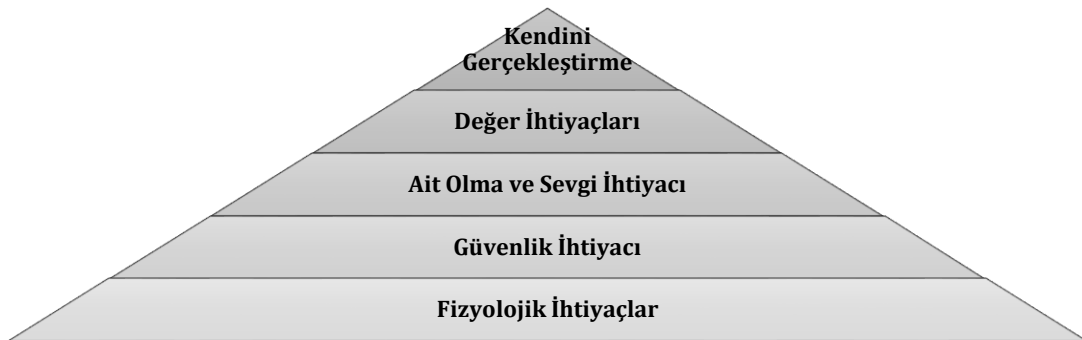 Kendini
Gerçekleştirme
Değer İhtiyaçları
Ait Olma ve Sevgi İhtiyacı
Güvenlik İhtiyacı
Fizyolojik İhtiyaçlar